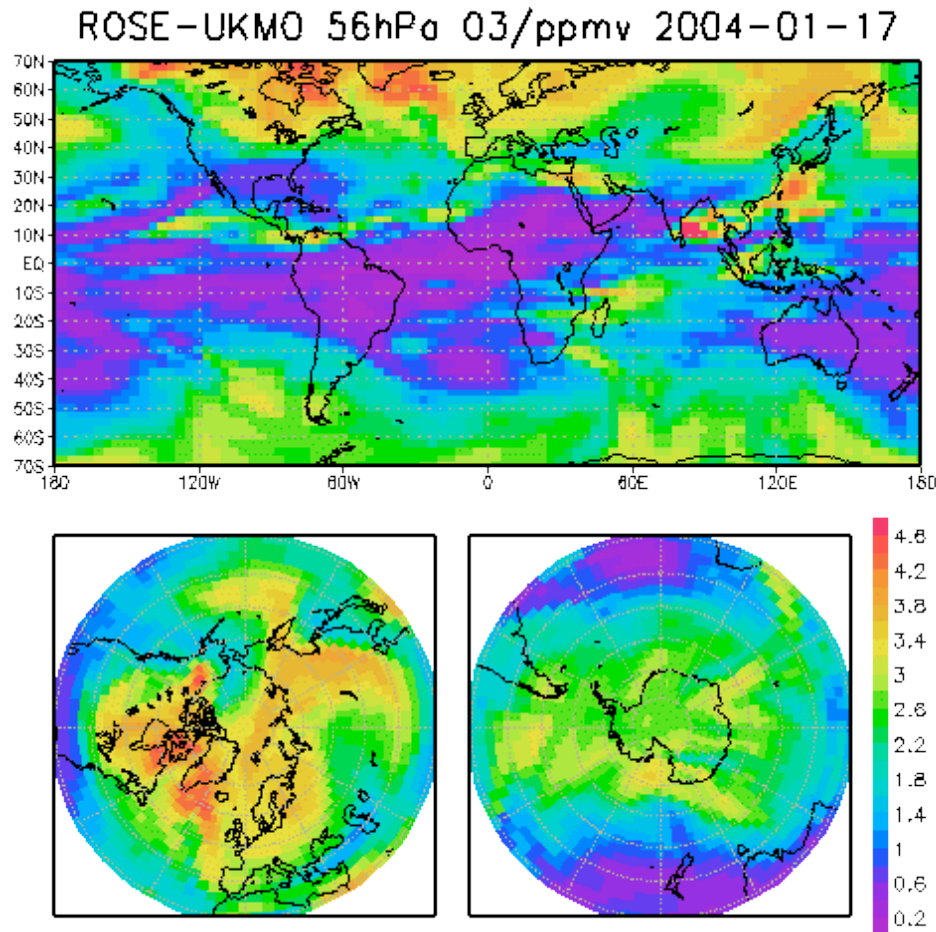 ROSE-UKMO 56hPa O3/ppmv 2004-01-17
70N
60N
50N
40N
30N
20N
10N
EQ
10S
20S
30S
40S
50S
60S
70S
180 120W 60W 0 60E 120E 180
4.6
4.2
3.8
3.4
3
2.6
2.2
1.8
1.4
1
0.6
0.2